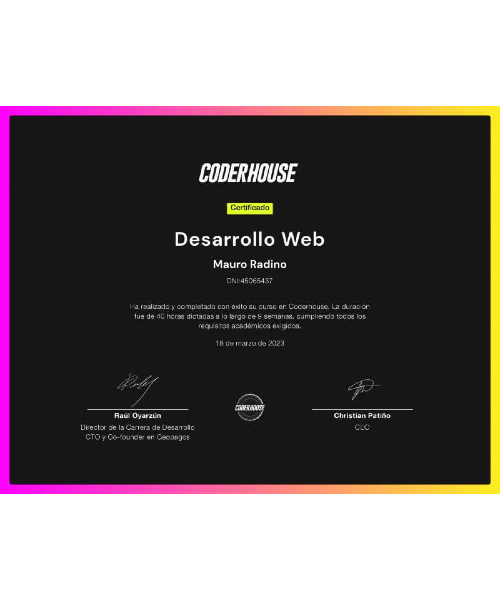 CODERHOUSE
Certificado
Desarrollo Web
Mauro Radino
DNI:45065437
Ha realizado y completado con éxito su curso en Coderhouse. La duración
fue de 40 horas dictadas a lo largo de 9 semanas, cumpliendo todos los
requisitos académicos exigidos.
16 de marzo de 2023
Raúl Oyarzún
Director de la Carrera de Desarrollo
CTO y Co-founder en Geopagos
CODERHOUSE
Christian Patiño
CEO